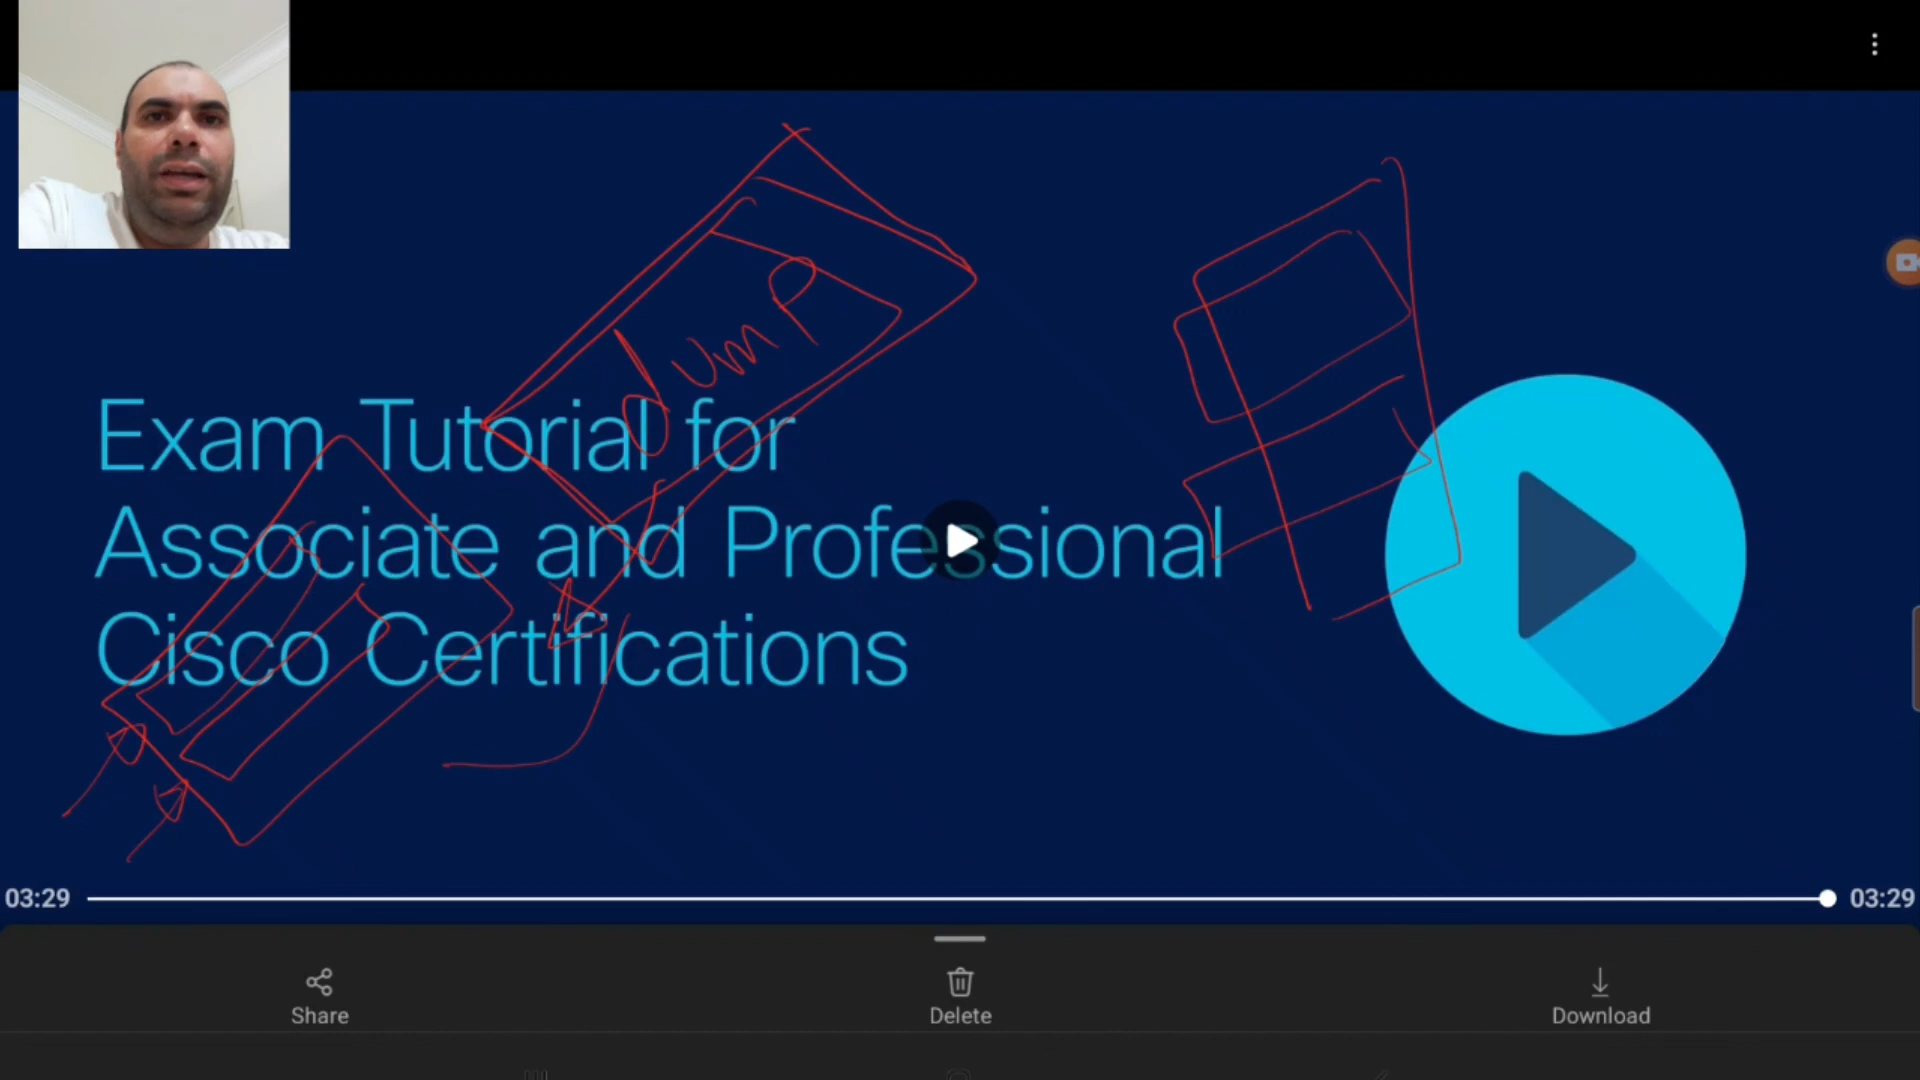 dumP
Exam Tutorial for
Associate and Professional
Cisco Certifications
03:29
03:29
Share
Delete
Download